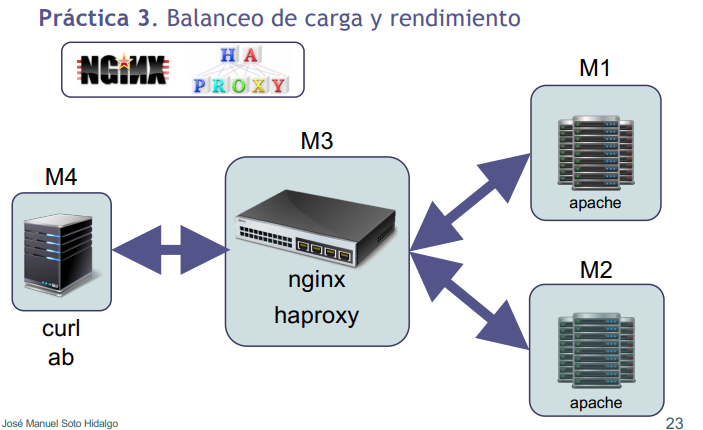 Práctica 3. Balanceo de carga y rendimiento
NGiNX
HA
PROXY
M1
apache
M3
nginx
haproxy
M4
curl
ab
M2
apache
José Manuel Soto Hidalgo
23